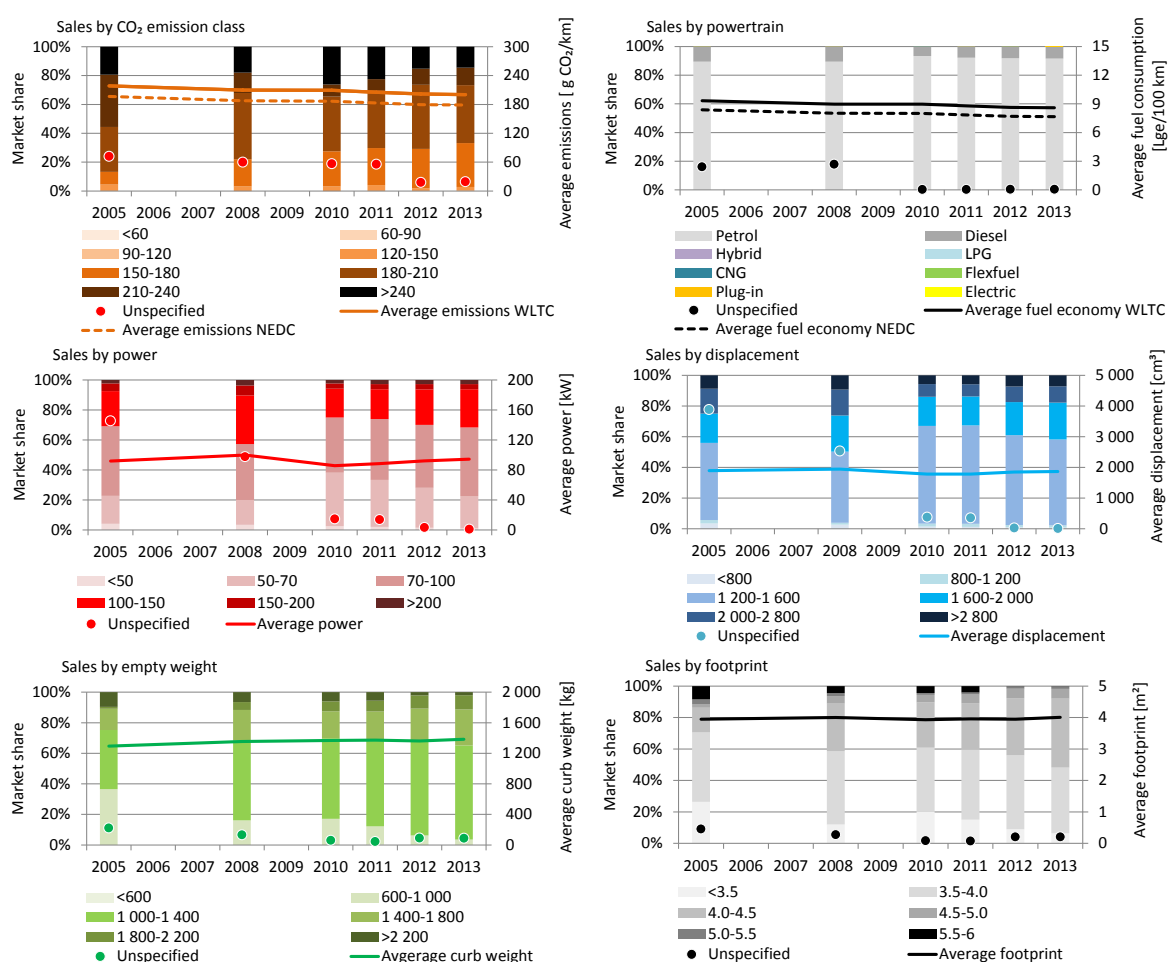 Sales by CO₂ emission class
Market share
100%
80%
60%
40%
20%
0%
300
240
180
120
60
0
Average emissions [ g CO₂/km]
2005 2006 2007 2008 2009 2010 2011 2012 2013
<60 60-90
90-120 120-150
150-180 180-210
210-240 >240
Unspecified Average emissions WLTC
Average emissions NEDC
Sales by powertrain
Market share
100%
80%
60%
40%
20%
0%
15
12
9
6
3
0
Average fuel consumption
[Lge/100 km]
2005 2006 2007 2008 2009 2010 2011 2012 2013
Petrol Diesel
Hybrid LPG
CNG Flexfuel
Plug-in Electric
Unspecified Average fuel economy WLTC
Average fuel economy NEDC
Sales by power
Market share
100%
80%
60%
40%
20%
0%
200
160
120
80
40
0
Average power [kW]
2005 2006 2007 2008 2009 2010 2011 2012 2013
<50 50-70 70-100
100-150 150-200 >200
Unspecified Average power
Sales by displacement
Market share
100%
80%
60%
40%
20%
0%
5 000
4 000
3 000
2 000
1 000
0
Average displacement [cm³]
2005 2006 2007 2008 2009 2010 2011 2012 2013
<800 800-1 200
1 200-1 600 1 600-2 000
2 000-2 800 >2 800
Unspecified Average displacement
Sales by empty weight
Market share
100%
80%
60%
40%
20%
0%
2 000
1 600
1 200
800
400
0
Average curb weight [kg]
2005 2006 2007 2008 2009 2010 2011 2012 2013
<600 600-1 000
1 000-1 400 1 400-1 800
1 800-2 200 >2 200
Unspecified Avgerage curb weight
Sales by footprint
Market share
100%
80%
60%
40%
20%
0%
5
4
3
2
1
0
Average footprint [m²]
2005 2006 2007 2008 2009 2010 2011 2012 2013
<3.5 3.5-4.0
4.0-4.5 4.5-5.0
5.0-5.5 5.5-6
Unspecified Average footprint